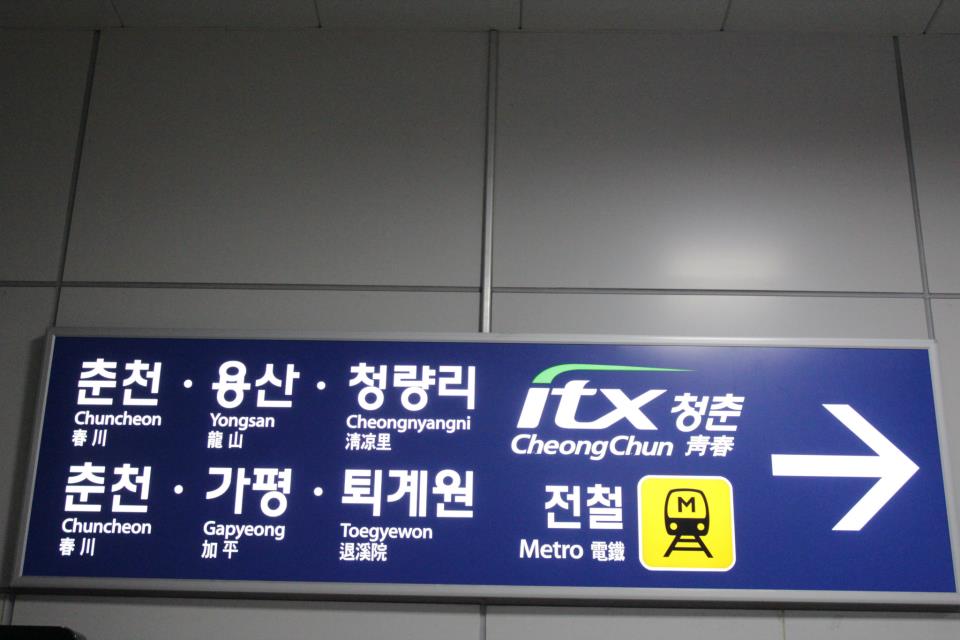 춘천 · 용산 · 청량리 itx 청춘
Chuncheon Yongsan Cheongnyangni CheongChun 靑春
春川 龍山 淸凉里
춘천 · 가평 · 퇴계원 전철 M
Chuncheon Gapyeong Toegyewon Metro 電鐵
春川 加平 退溪院